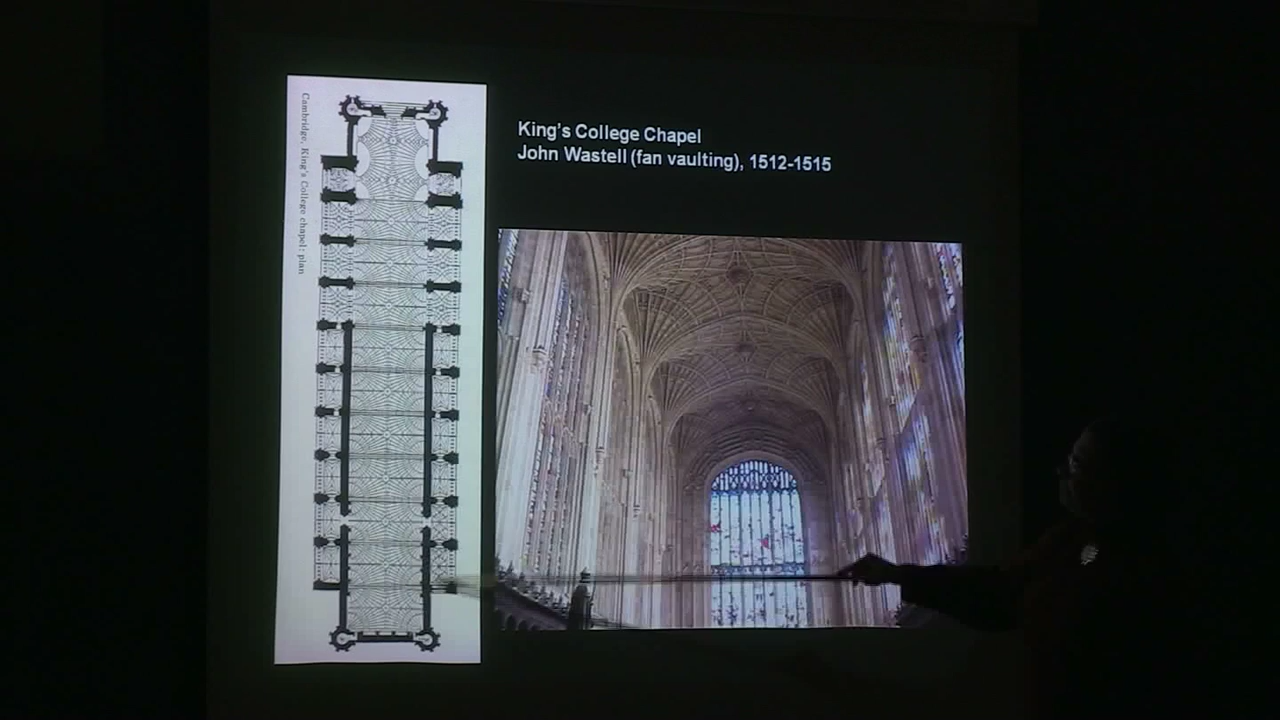 Cambridge, King's College chapel: plan
King's College Chapel
John Wastell (fan vaulting), 1512-1515